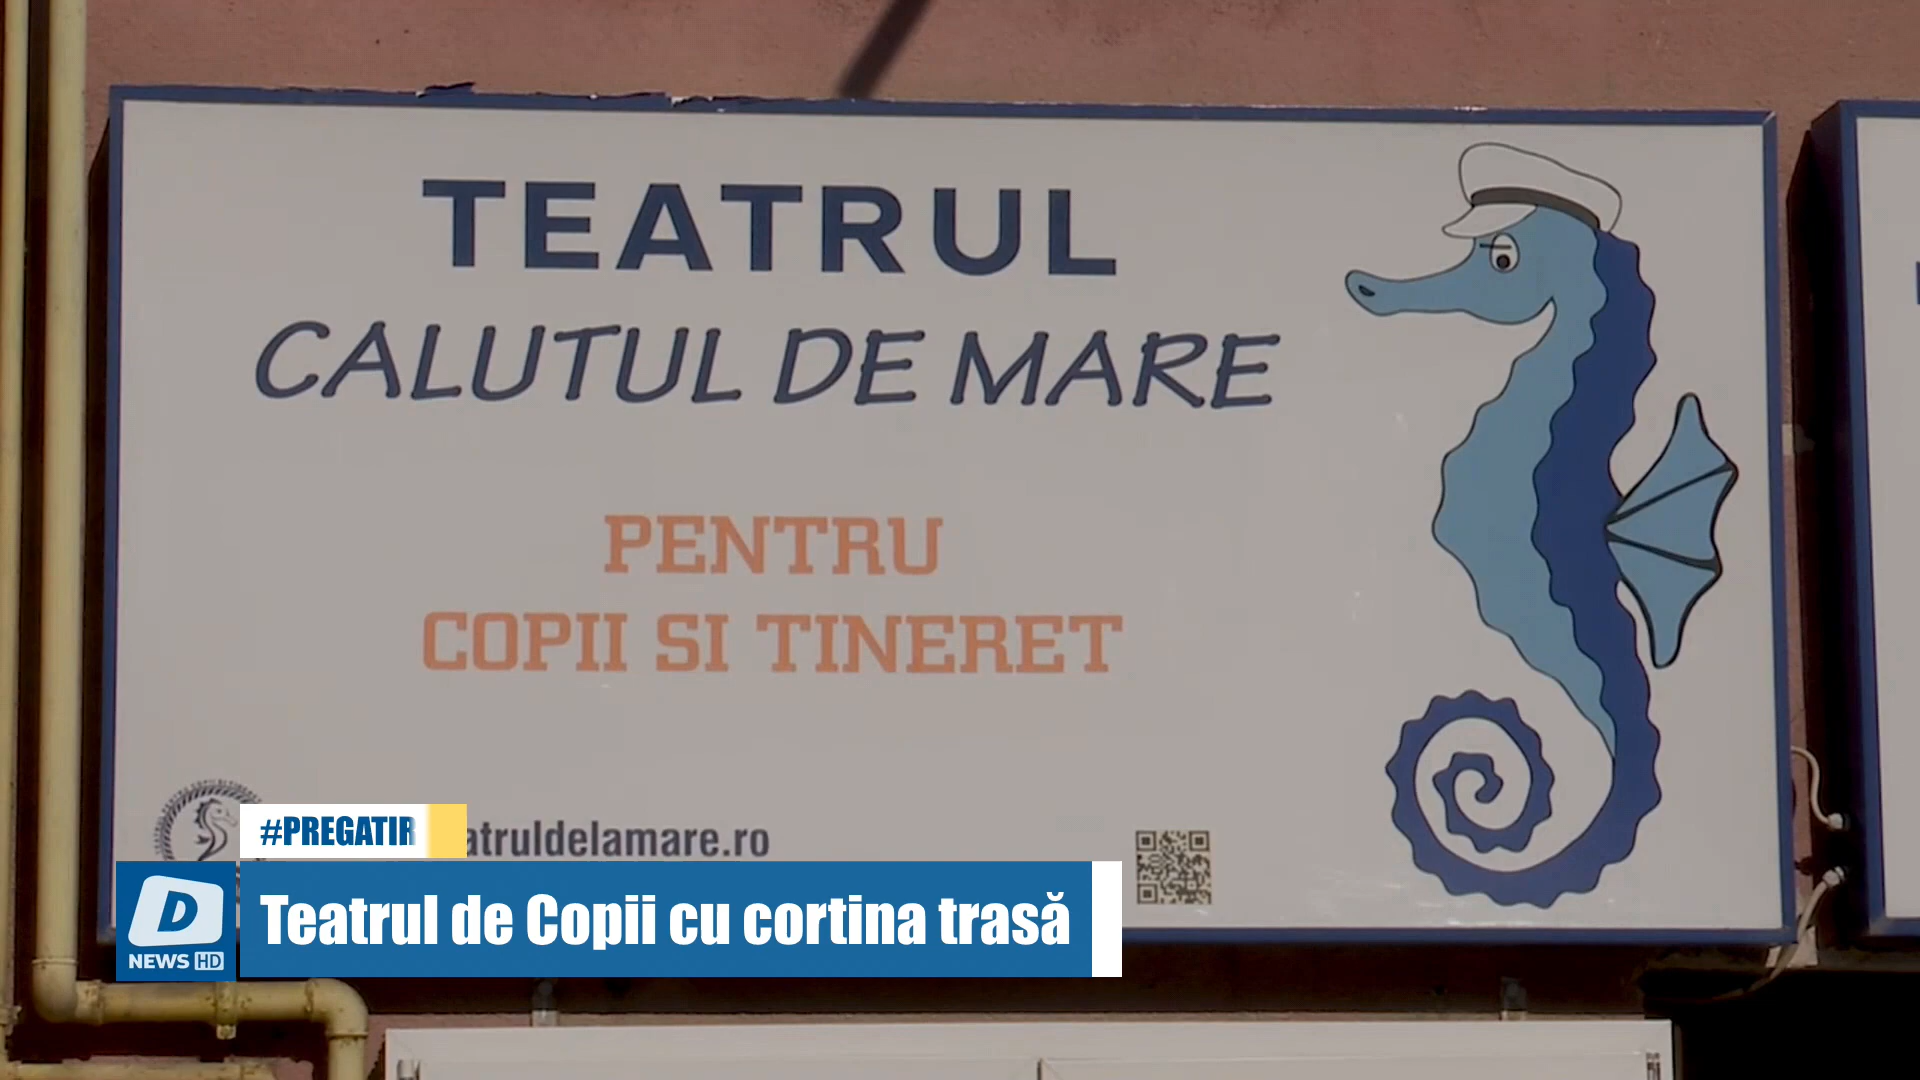 TEATRUL
CALUTUL DE MARE
PENTRU
COPII SI TINERET
atruldelamare.ro
#PREGATIR
Teatrul de Copii cu cortina trasă
D
NEWS HD